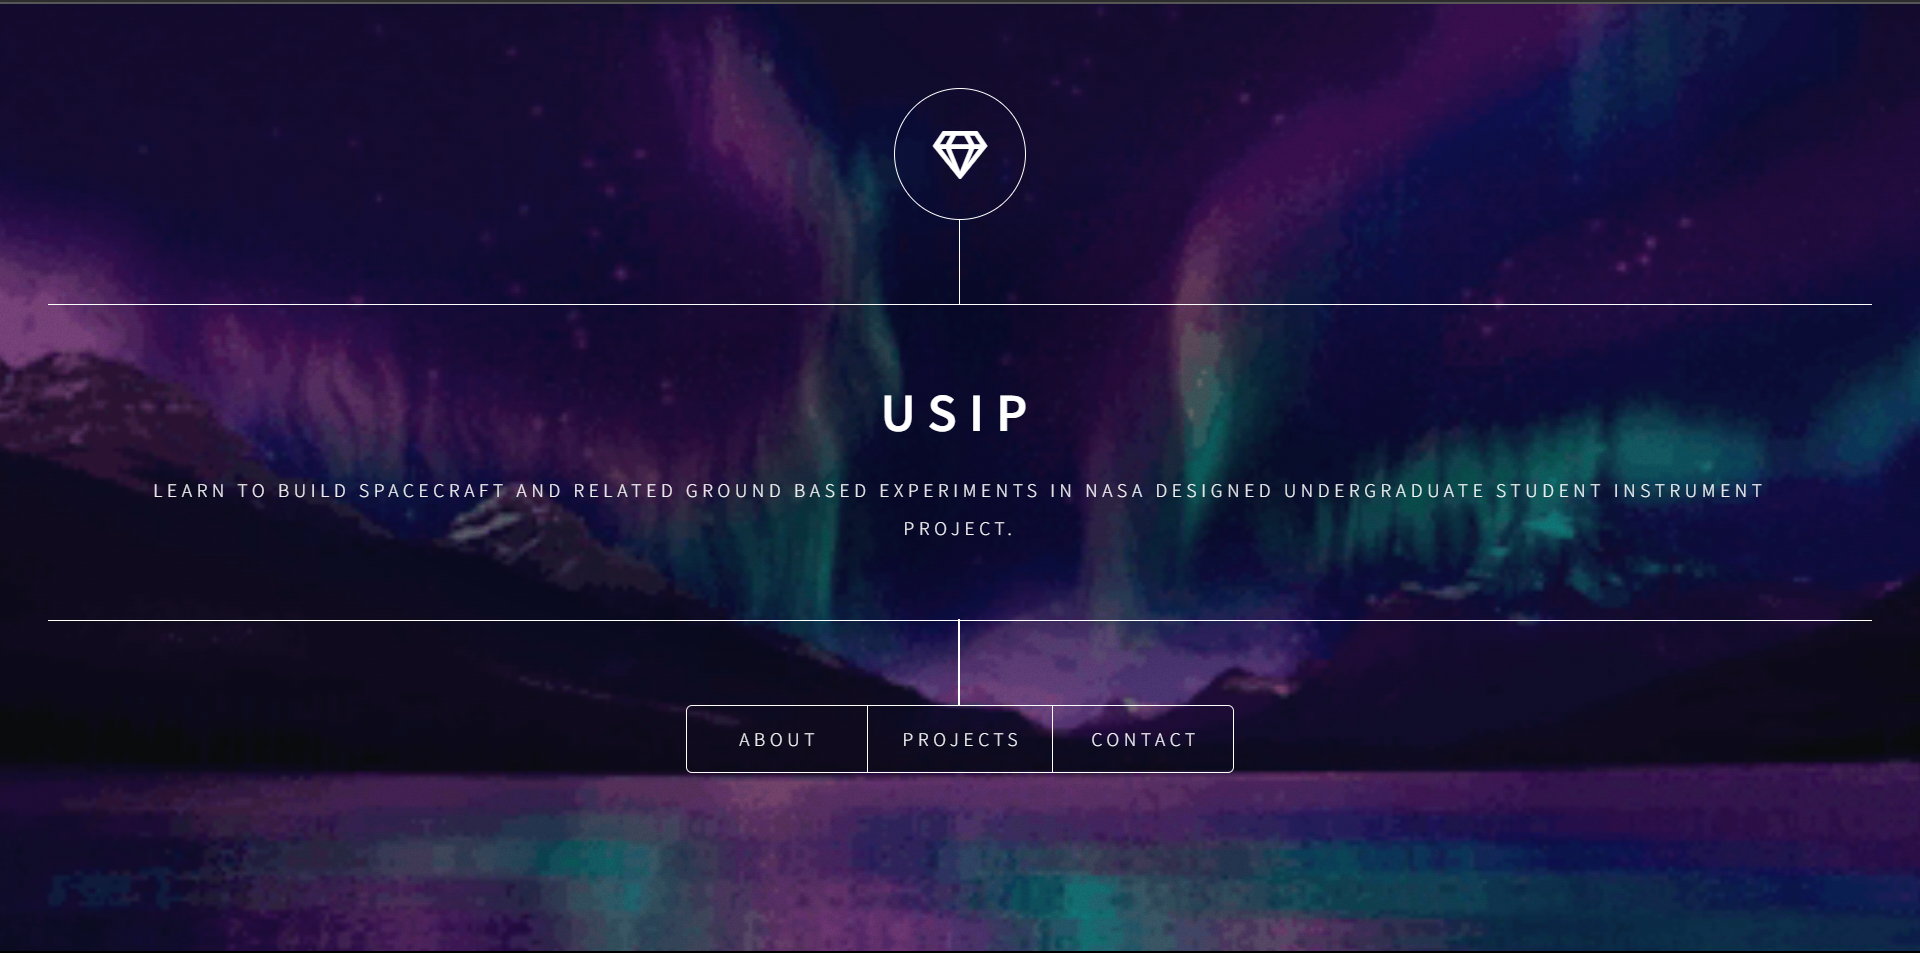 USIP
LEARN TO BUILD SPACECRAFT AND RELATED GROUND BASED EXPERIMENTS IN NASA DESIGNED UNDERGRADUATE STUDENT INSTRUMENT
PROJECT.
ABOUT
PROJECTS
CONTACT